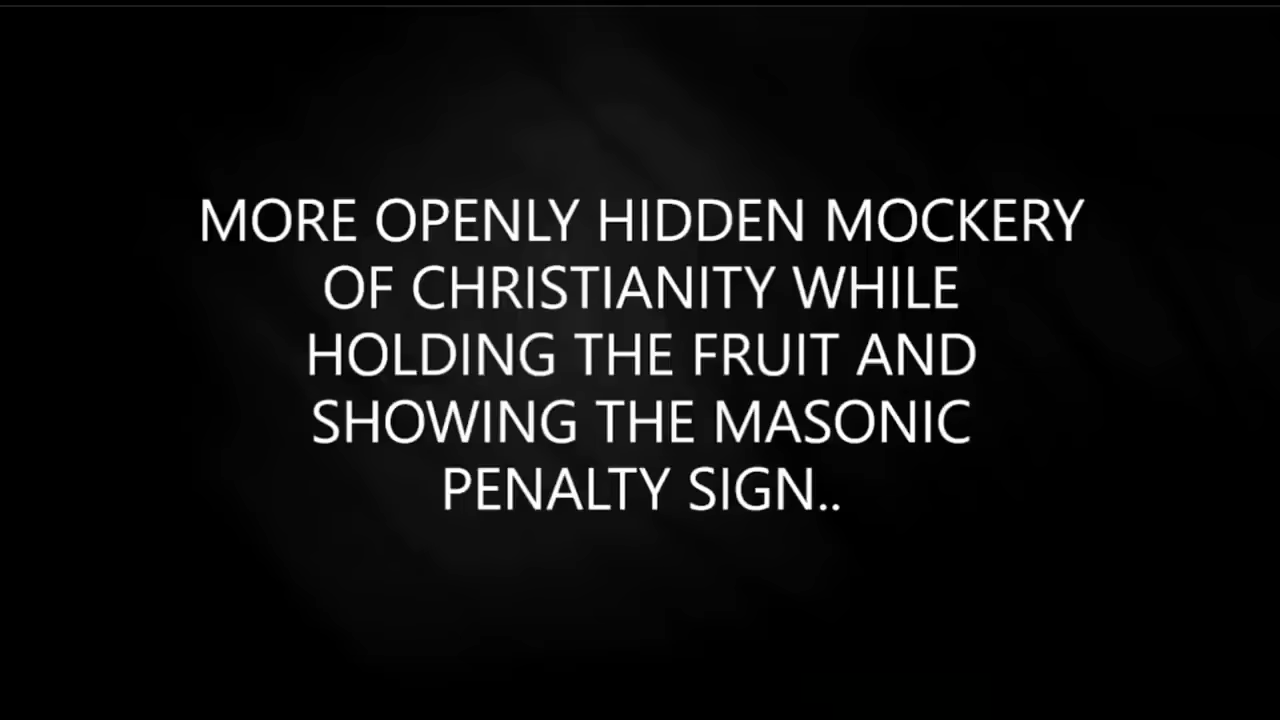 MORE OPENLY HIDDEN MOCKERY
OF CHRISTIANITY WHILE
HOLDING THE FRUIT AND
SHOWING THE MASONIC
PENALTY SIGN..